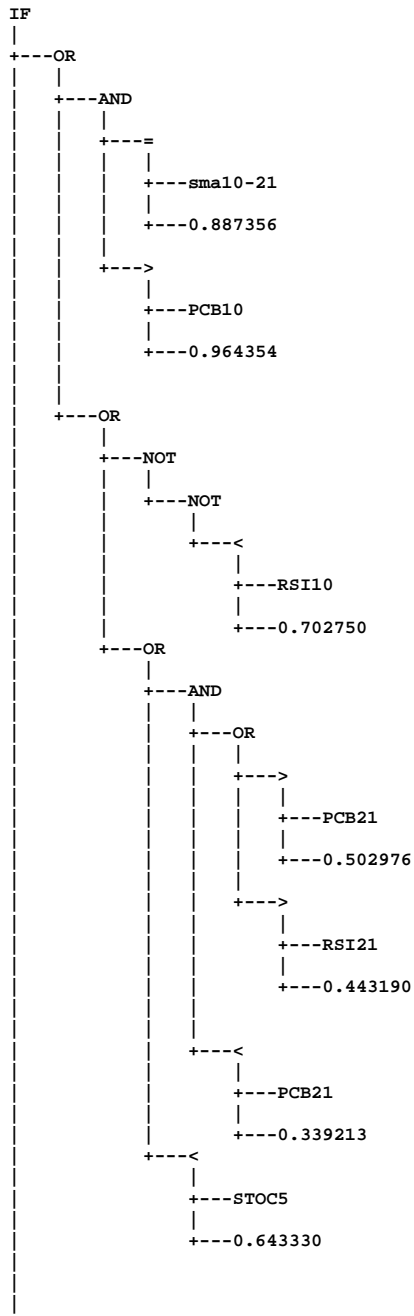 IF
|
+---OR
|   |
|   +---AND
|   |   |
|   |   +---=
|   |   |   |
|   |   |   +---sma10-21
|   |   |   |
|   |   |   +---0.887356
|   |   |
|   |   +--->
|   |       |
|   |       +---PCB10
|   |       |
|   |       +---0.964354
|   |
|   |
|   +---OR
|       |
|       +---NOT
|       |   |
|       |   +---NOT
|       |       |
|       |       +---<
|       |           |
|       |           +---RSI10
|       |           |
|       |           +---0.702750
|       +---OR
|           |
|           +---AND
|           |   |
|           |   +---OR
|           |   |   |
|           |   |   +--->
|           |   |   |   |
|           |   |   |   +---PCB21
|           |   |   |   |
|           |   |   |   +---0.502976
|           |   |   |
|           |   |   +--->
|           |   |       |
|           |   |       +---RSI21
|           |   |       |
|           |   |       +---0.443190
|           |   |
|           |   |
|           |   +---<
|           |       |
|           |       +---PCB21
|           |       |
|           |       +---0.339213
|           +---<
|               |
|               +---STOC5
|               |
|               +---0.643330
|
|
|